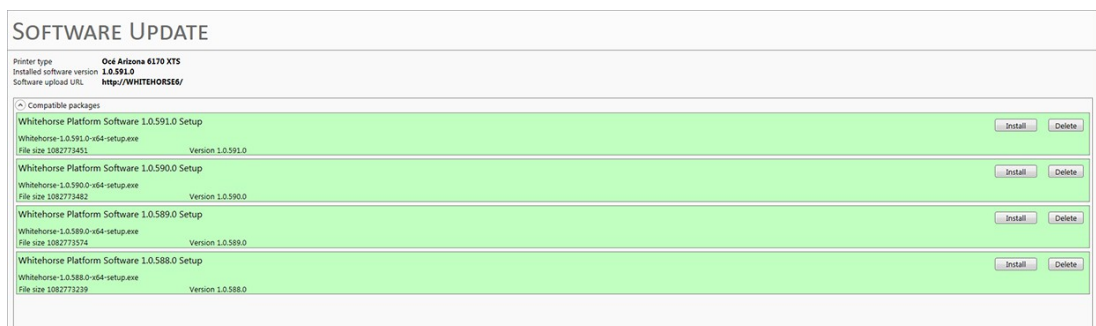 SOFTWARE UPDATE
Printer type Océ Arizona 6170 XTS
Installed software version 1.0.591.0
Software upload URL http://WHITEHORSE6/
Compatible packages
Whitehorse Platform Software 1.0.591.0 Setup
Install Delete
Whitehorse-1.0.591.0-x64-setup.exe
File size 1082773451 Version 1.0.591.0
Whitehorse Platform Software 1.0.590.0 Setup
Install Delete
Whitehorse-1.0.590.0-x64-setup.exe
File size 1082773482 Version 1.0.590.0
Whitehorse Platform Software 1.0.589.0 Setup
Install Delete
Whitehorse-1.0.589.0-x64-setup.exe
File size 1082773574 Version 1.0.589.0
Whitehorse Platform Software 1.0.588.0 Setup
Install Delete
Whitehorse-1.0.588.0-x64-setup.exe
File size 1082773239 Version 1.0.588.0